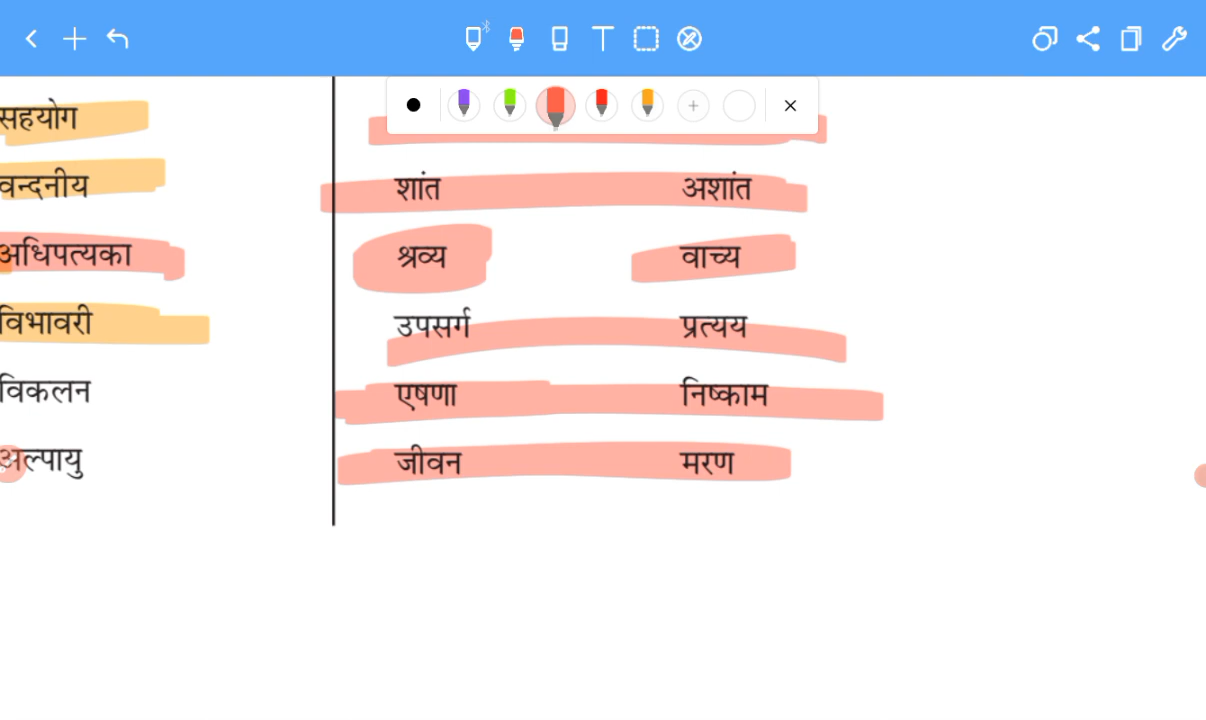 सहयोग
वन्दनीय
अधिपत्यका
विभावरी
विकलन
अल्पायु
शांत अशांत
श्रव्य वाच्य
उपसर्ग प्रत्यय
एषणा निष्काम
जीवन मरण